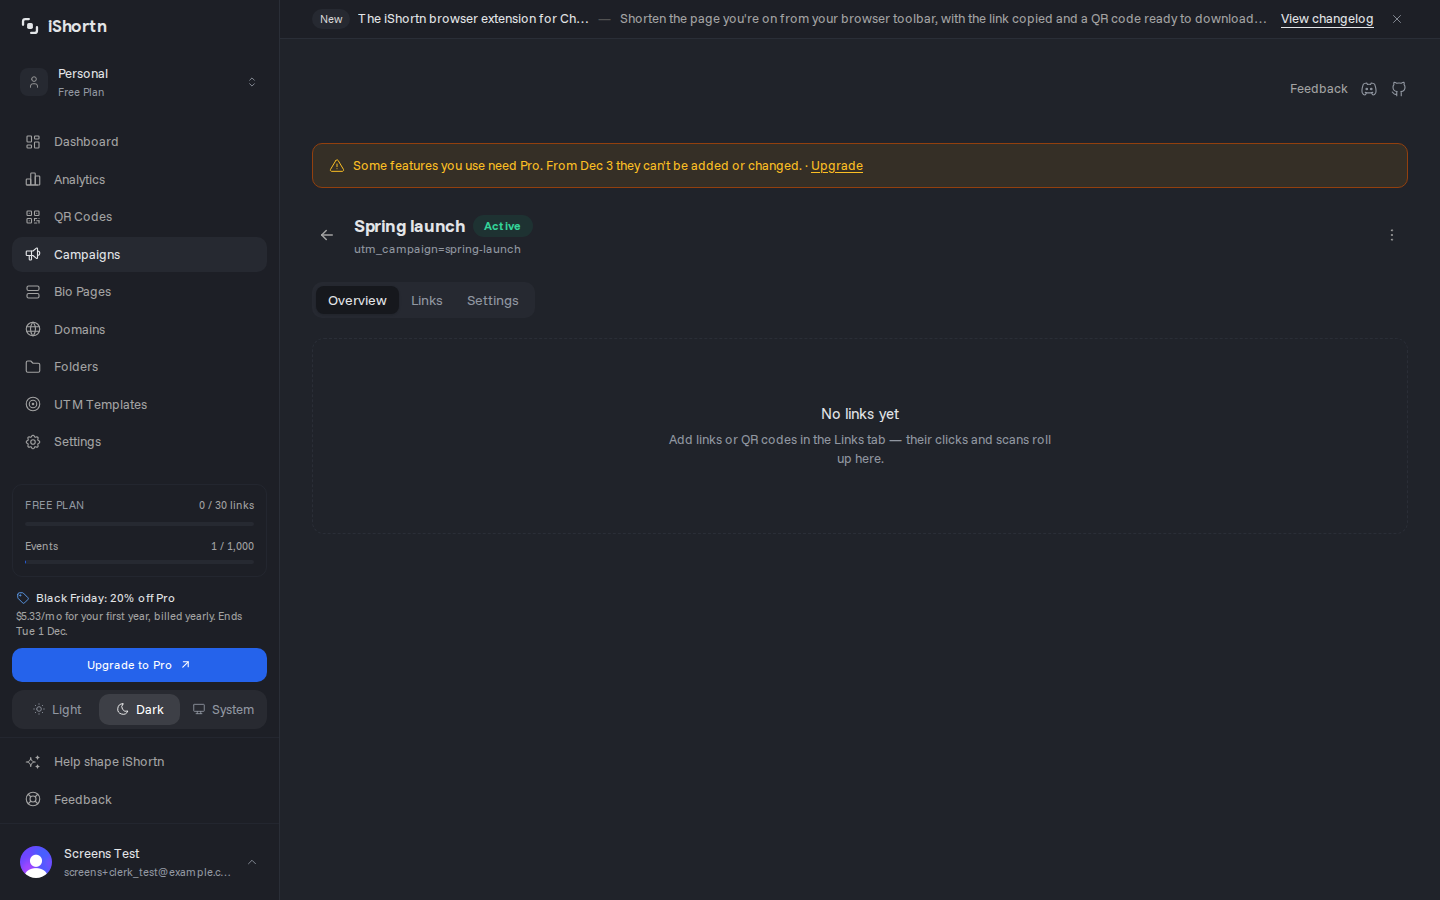 iShortn
Personal
Free Plan
Dashboard
Analytics
QR Codes
Campaigns
Bio Pages
Domains
Folders
UTM Templates
Settings
FREE PLAN 0 / 30 links
Events 1 / 1,000
Black Friday: 20% off Pro
$5.33/mo for your first year, billed yearly. Ends
Tue 1 Dec.
Upgrade to Pro
Light Dark System
Help shape iShortn
Feedback
Screens Test
screens+clerk_test@example.c...
New The iShortn browser extension for Ch... — Shorten the page you're on from your browser toolbar, with the link copied and a QR code ready to download... View changelog
Feedback
Some features you use need Pro. From Dec 3 they can't be added or changed. · Upgrade
Spring launch Active
utm_campaign=spring-launch
Overview Links Settings
No links yet
Add links or QR codes in the Links tab — their clicks and scans roll
up here.